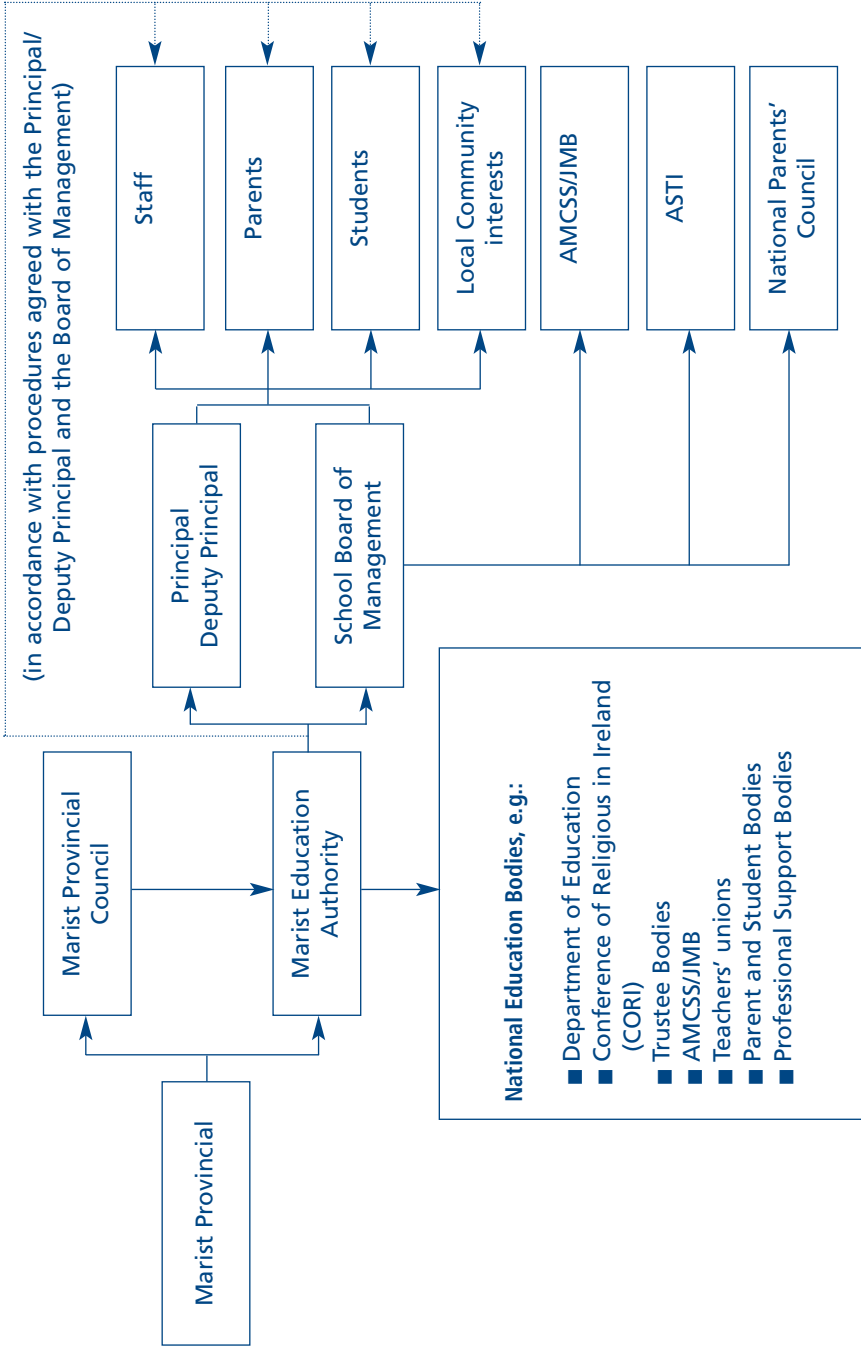 (in accordance with procedures agreed with the Principal/
Deputy Principal and the Board of Management)
Marist Provincial
Marist Provincial
Council
Marist Education
Authority
Principal
Deputy Principal
School Board of
Management
Staff
Parents
Students
Local Community
interests
AMCSS/JMB
ASTI
National Parents’
Council
National Education Bodies, e.g.:
■ Department of Education
■ Conference of Religious in Ireland
(CORI)
■ Trustee Bodies
■ AMCSS/JMB
■ Teachers’ unions
■ Parent and Student Bodies
■ Professional Support Bodies